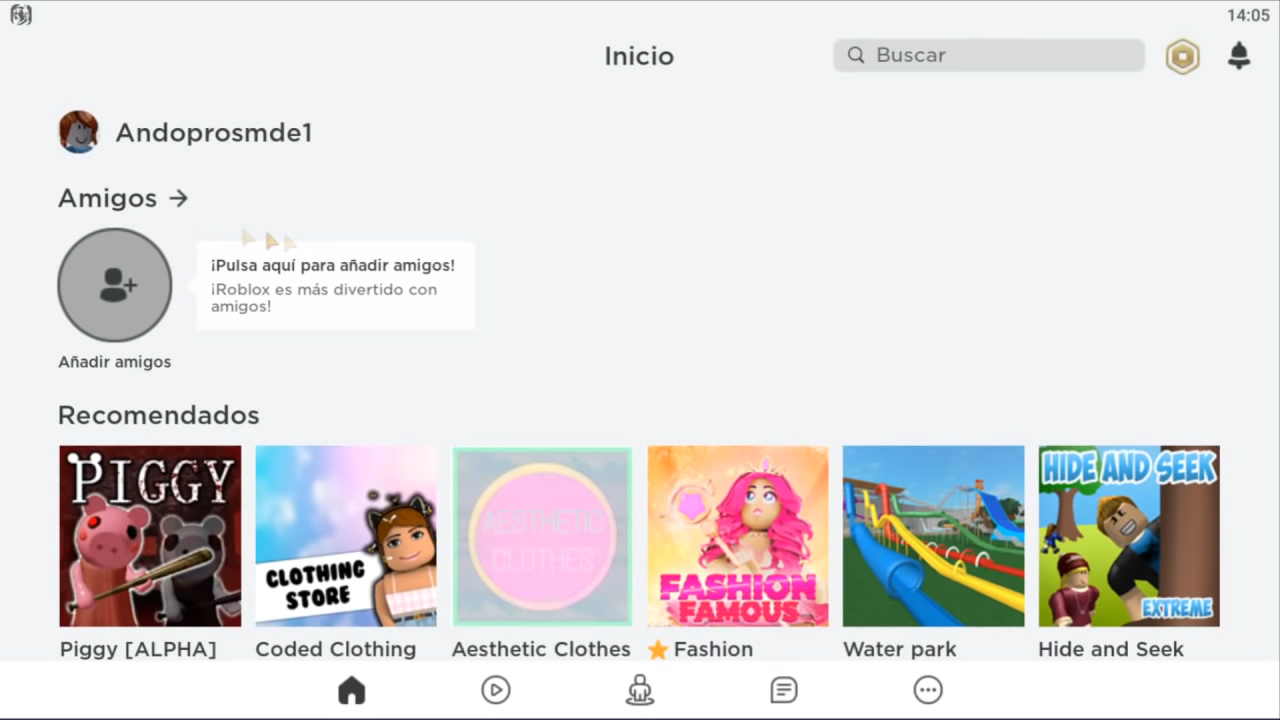 14:05
Inicio
Buscar
Andoprosmde1
Amigos
¡Pulsa aquí para añadir amigos!
¡Roblox es más divertido con
amigos!
Añadir amigos
Recomendados
PIGGY
CLOTHING
STORE
AESTHETIC
CLOTHES
FASHION
FAMOUS
HIDE AND SEEK
EXTREME
Piggy [ALPHA]
Coded Clothing
Aesthetic Clothes
Fashion
Water park
Hide and Seek